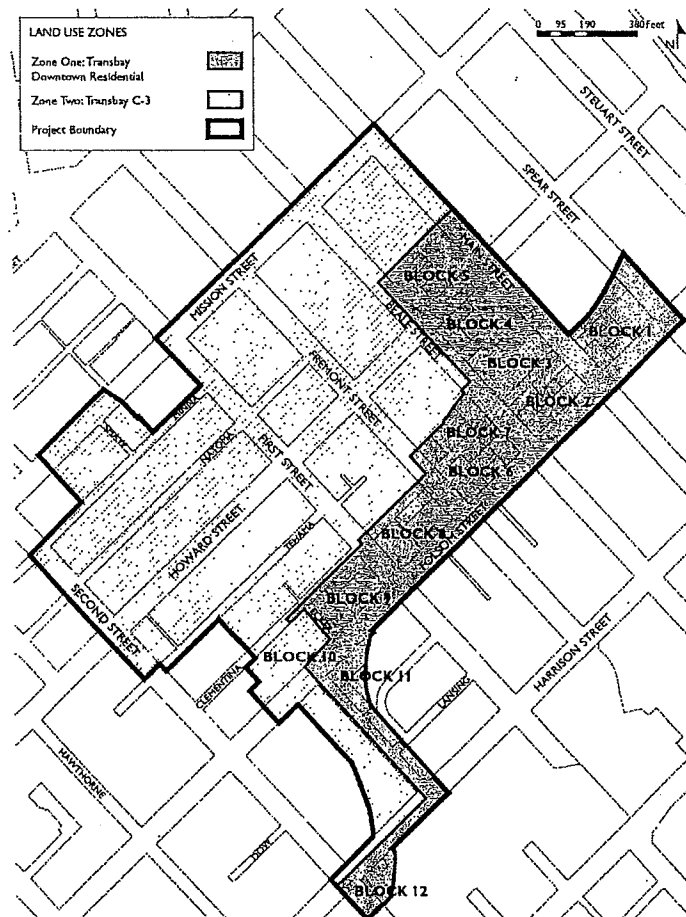 LAND USE ZONES
Zone One: Transbay
Downtown Residential
Zone Two: Transbay C-3
Project Boundary
0 95 190 380 Feet
N
STEUART STREET
SPEAR STREET
MAIN STREET
MISSION STREET
BLOCK 5
BEALE STREET
BLOCK 4
BLOCK 1
BLOCK 3
BLOCK 2
FREMONT STREET
MINNA
NATOMA
BLOCK 7
FIRST STREET
BLOCK 6
HOWARD STREET
TEHAMA
BLOCK 8
FOLSOM STREET
SECOND STREET
BLOCK 9
HARRISON STREET
BLOCK 10
CLEMENTINA
BLOCK 11
LANSING
HAWTHORNE
BLOCK 12